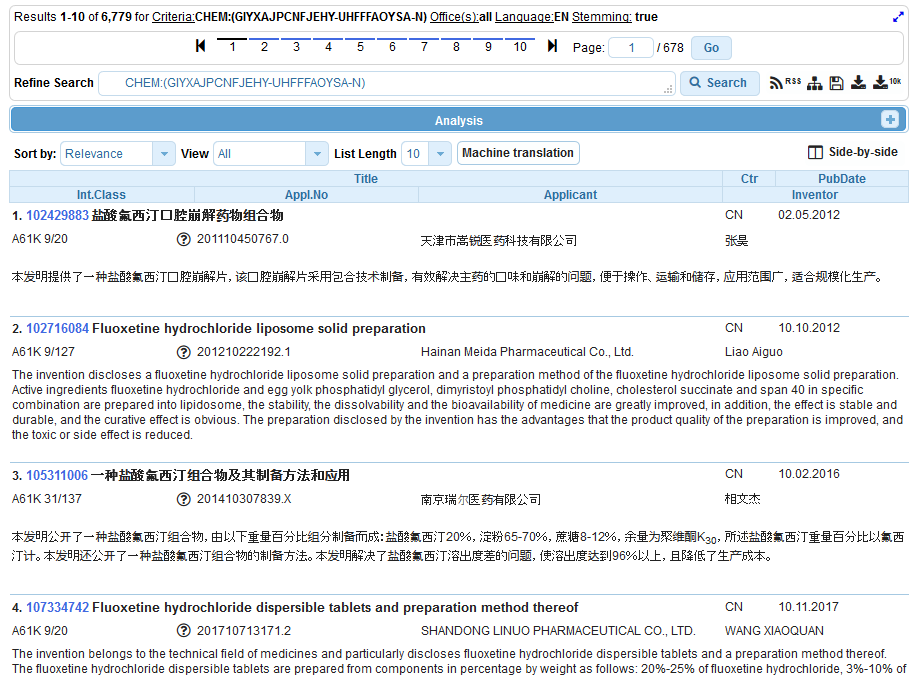 Results 1-10 of 6,779 for Criteria:CHEM:(GIYXAJPCNFJEHY-UHFFFAOYSA-N) Office(s):all Language:EN Stemming: true
1 2 3 4 5 6 7 8 9 10 Page: 1 / 678 Go
Refine Search CHEM:(GIYXAJPCNFJEHY-UHFFFAOYSA-N) Search RSS 10k
Analysis
Sort by: Relevance View All List Length 10 Machine translation Side-by-side
Title Ctr PubDate
Int.Class Appl.No Applicant Inventor
1. 102429883 盐酸氟西汀口腔崩解药物组合物 CN 02.05.2012
A61K 9/20 201110450767.0 天津市嵩锐医药科技有限公司 张昊
本发明提供了一种盐酸氟西汀口腔崩解片，该口腔崩解片采用包合技术制备，有效解决主药的口味和崩解的问题，便于操作、运输和储存，应用范围广，适合规模化生产。
2. 102716084 Fluoxetine hydrochloride liposome solid preparation CN 10.10.2012
A61K 9/127 201210222192.1 Hainan Meida Pharmaceutical Co., Ltd. Liao Aiguo
The invention discloses a fluoxetine hydrochloride liposome solid preparation and a preparation method of the fluoxetine hydrochloride liposome solid preparation.
Active ingredients fluoxetine hydrochloride and egg yolk phosphatidyl glycerol, dimyristoyl phosphatidyl choline, cholesterol succinate and span 40 in specific
combination are prepared into lipidosome, the stability, the dissolvability and the bioavailability of medicine are greatly improved, in addition, the effect is stable and
durable, and the curative effect is obvious. The preparation disclosed by the invention has the advantages that the product quality of the preparation is improved, and
the toxic or side effect is reduced.
3. 105311006 一种盐酸氟西汀组合物及其制备方法和应用 CN 10.02.2016
A61K 31/137 201410307839.X 南京瑞尔医药有限公司 相文杰
本发明公开了一种盐酸氟西汀组合物，由以下重量百分比组分制备而成：盐酸氟西汀20%，淀粉65-70%，蔗糖8-12%，余量为聚维酮K30，所述盐酸氟西汀重量百分比以氟西
汀计。本发明还公开了一种盐酸氟西汀组合物的制备方法。本发明解决了盐酸氟西汀溶出度差的问题，使溶出度达到96%以上，且降低了生产成本。
4. 107334742 Fluoxetine hydrochloride dispersible tablets and preparation method thereof CN 10.11.2017
A61K 9/20 201710713171.2 SHANDONG LINUO PHARMACEUTICAL CO., LTD. WANG XIAOQUAN
The invention belongs to the technical field of medicines and particularly discloses fluoxetine hydrochloride dispersible tablets and a preparation method thereof.
The fluoxetine hydrochloride dispersible tablets are prepared from components in percentage by weight as follows: 20%-25% of fluoxetine hydrochloride, 3%-10% of